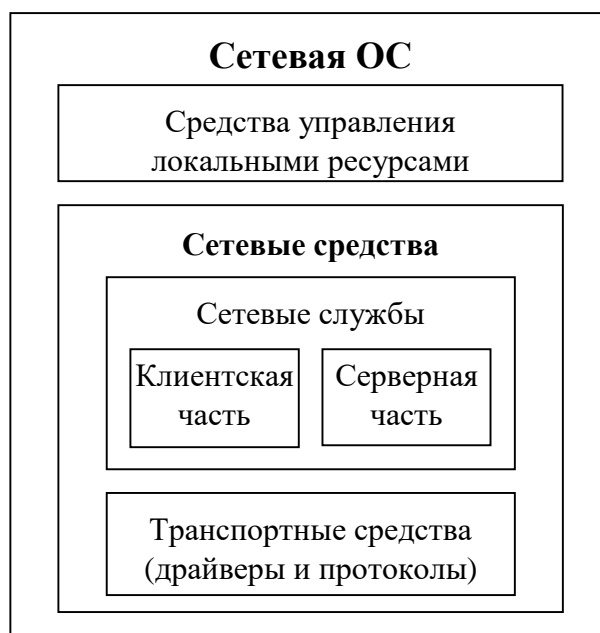 Сетевая ОС
Средства управления
локальными ресурсами
Сетевые средства
Сетевые службы
Клиентская
часть
Серверная
часть
Транспортные средства
(драйверы и протоколы)